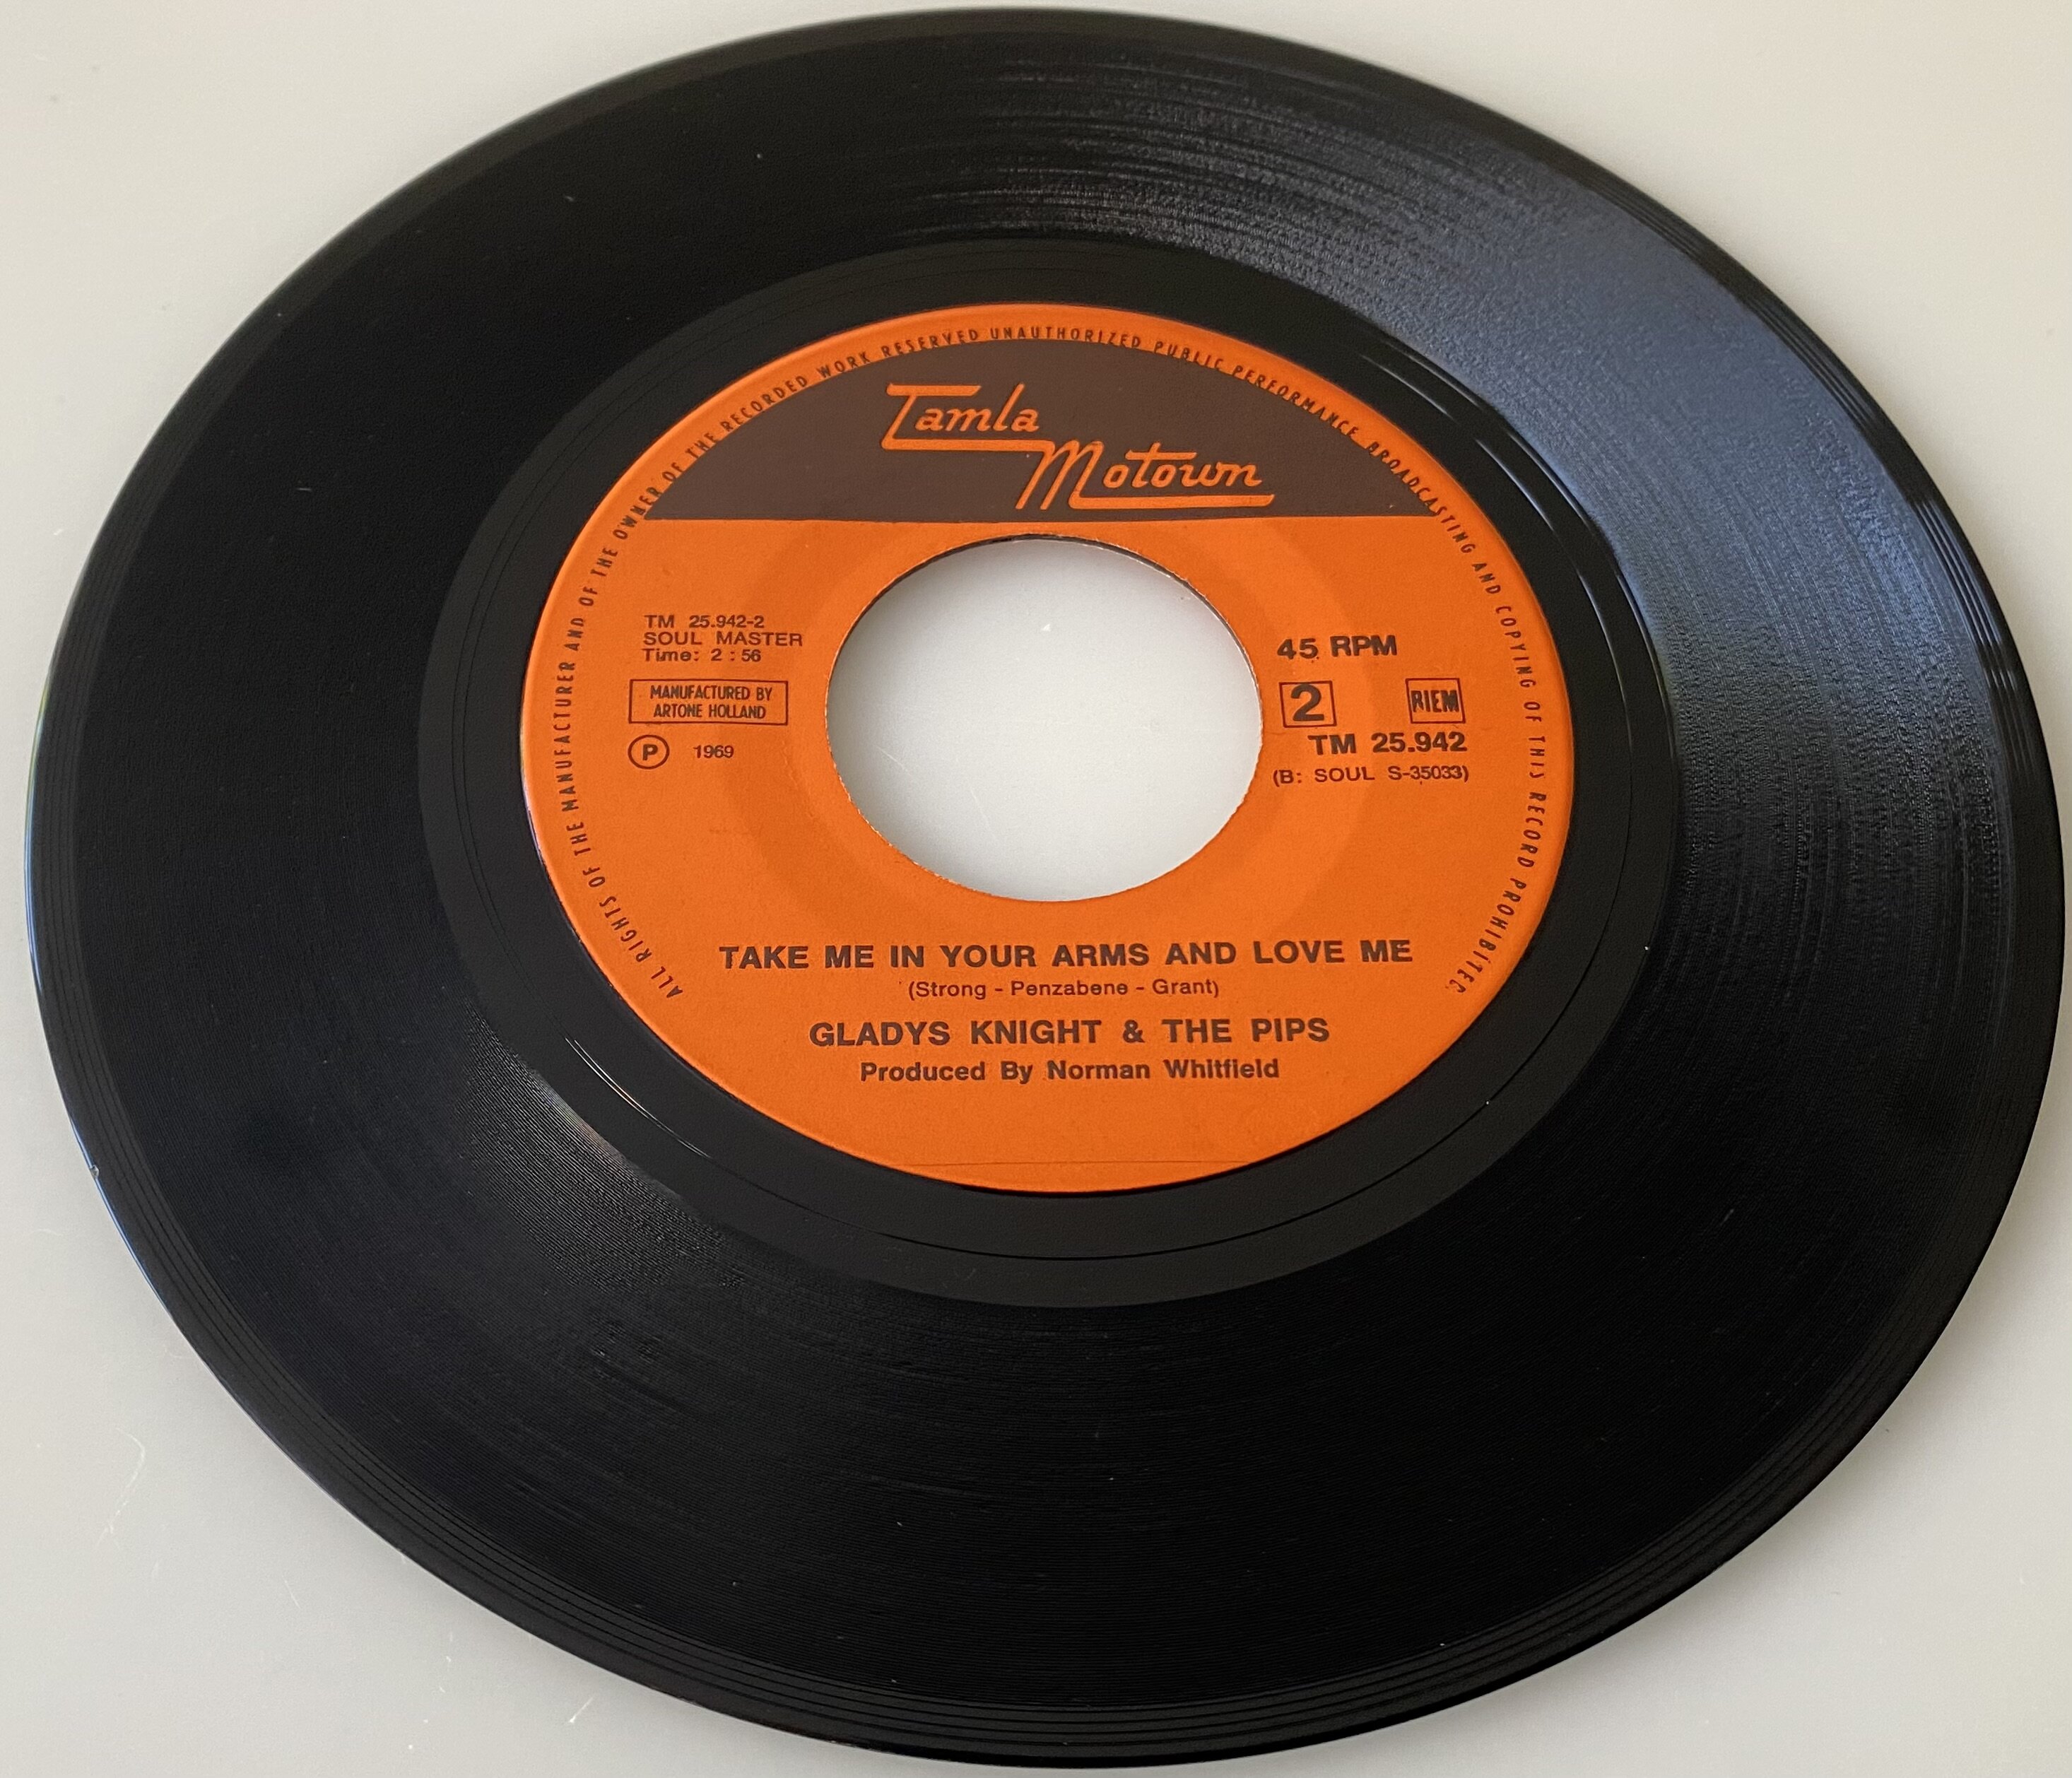 ALL RIGHTS OF THE MANUFACTURER AND OF THE OWNER OF THE RECORDED WORK RESERVED UNAUTHORIZED PUBLIC PERFORMANCE BROADCASTING AND COPYING OF THIS RECORD PROHIBITED
Tamla
Motown
TM 25.942-2
SOUL MASTER
Time: 2 : 56
MANUFACTURED BY
ARTONE HOLLAND
P 1969
45 RPM
2 BIEM
TM 25.942
(B: SOUL S-35033)
TAKE ME IN YOUR ARMS AND LOVE ME
(Strong - Penzabene - Grant)
GLADYS KNIGHT & THE PIPS
Produced By Norman Whitfield